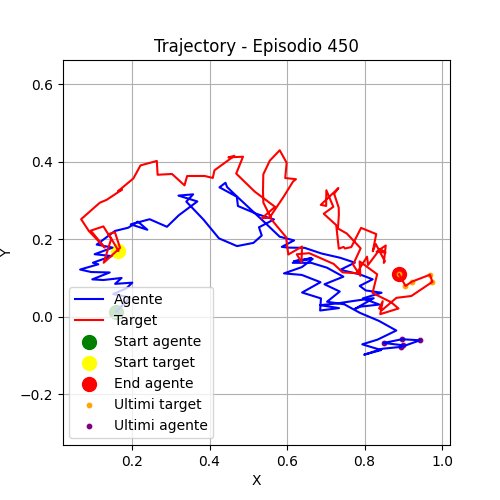 Trajectory - Episodio 450
Y
0.6
0.4
0.2
0.0
−0.2
Agente
Target
Start agente
Start target
End agente
Ultimi target
Ultimi agente
0.2 0.4 0.6 0.8 1.0
X